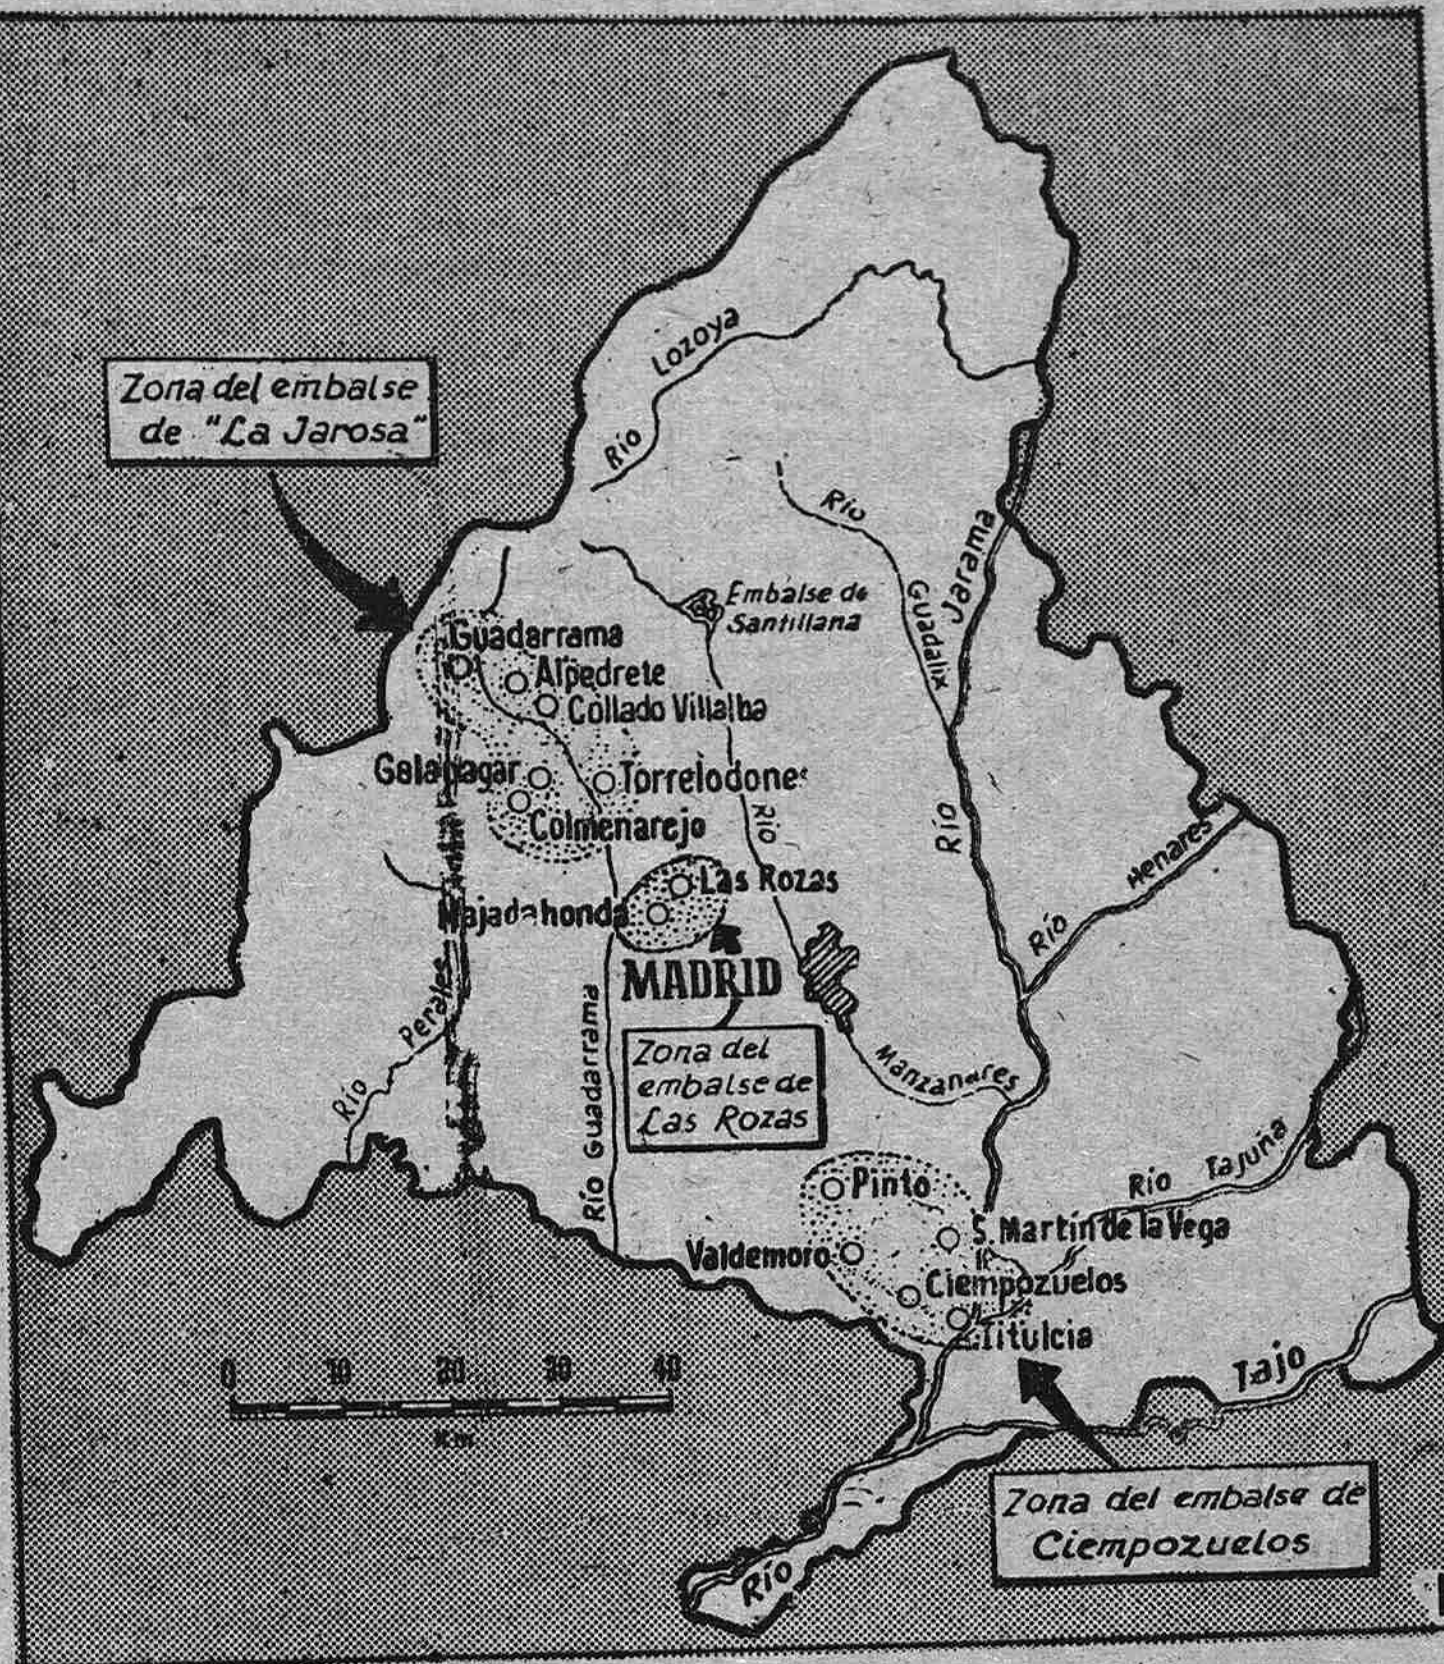 Río Lozoya
Zona del embalse
de "La Jarosa"
Río Guadalix
Jarama
Río
Embalse de
Santillana
Guadarrama
Alpedrete
Collado Villalba
Galapagar
Torrelodone
Colmenarejo
Río
Río Henares
Las Rozas
Majadahonda
MADRID
Río Perales
Río Guadarrama
Zona del
embalse de
Las Rozas
Manzanares
Río Tajuña
Pinto
S. Martín de la Vega
Valdemoro
Ciempozuelos
Titulcia
0 10 20 30 40
Km
Tajo
Zona del embalse de
Ciempozuelos
Río